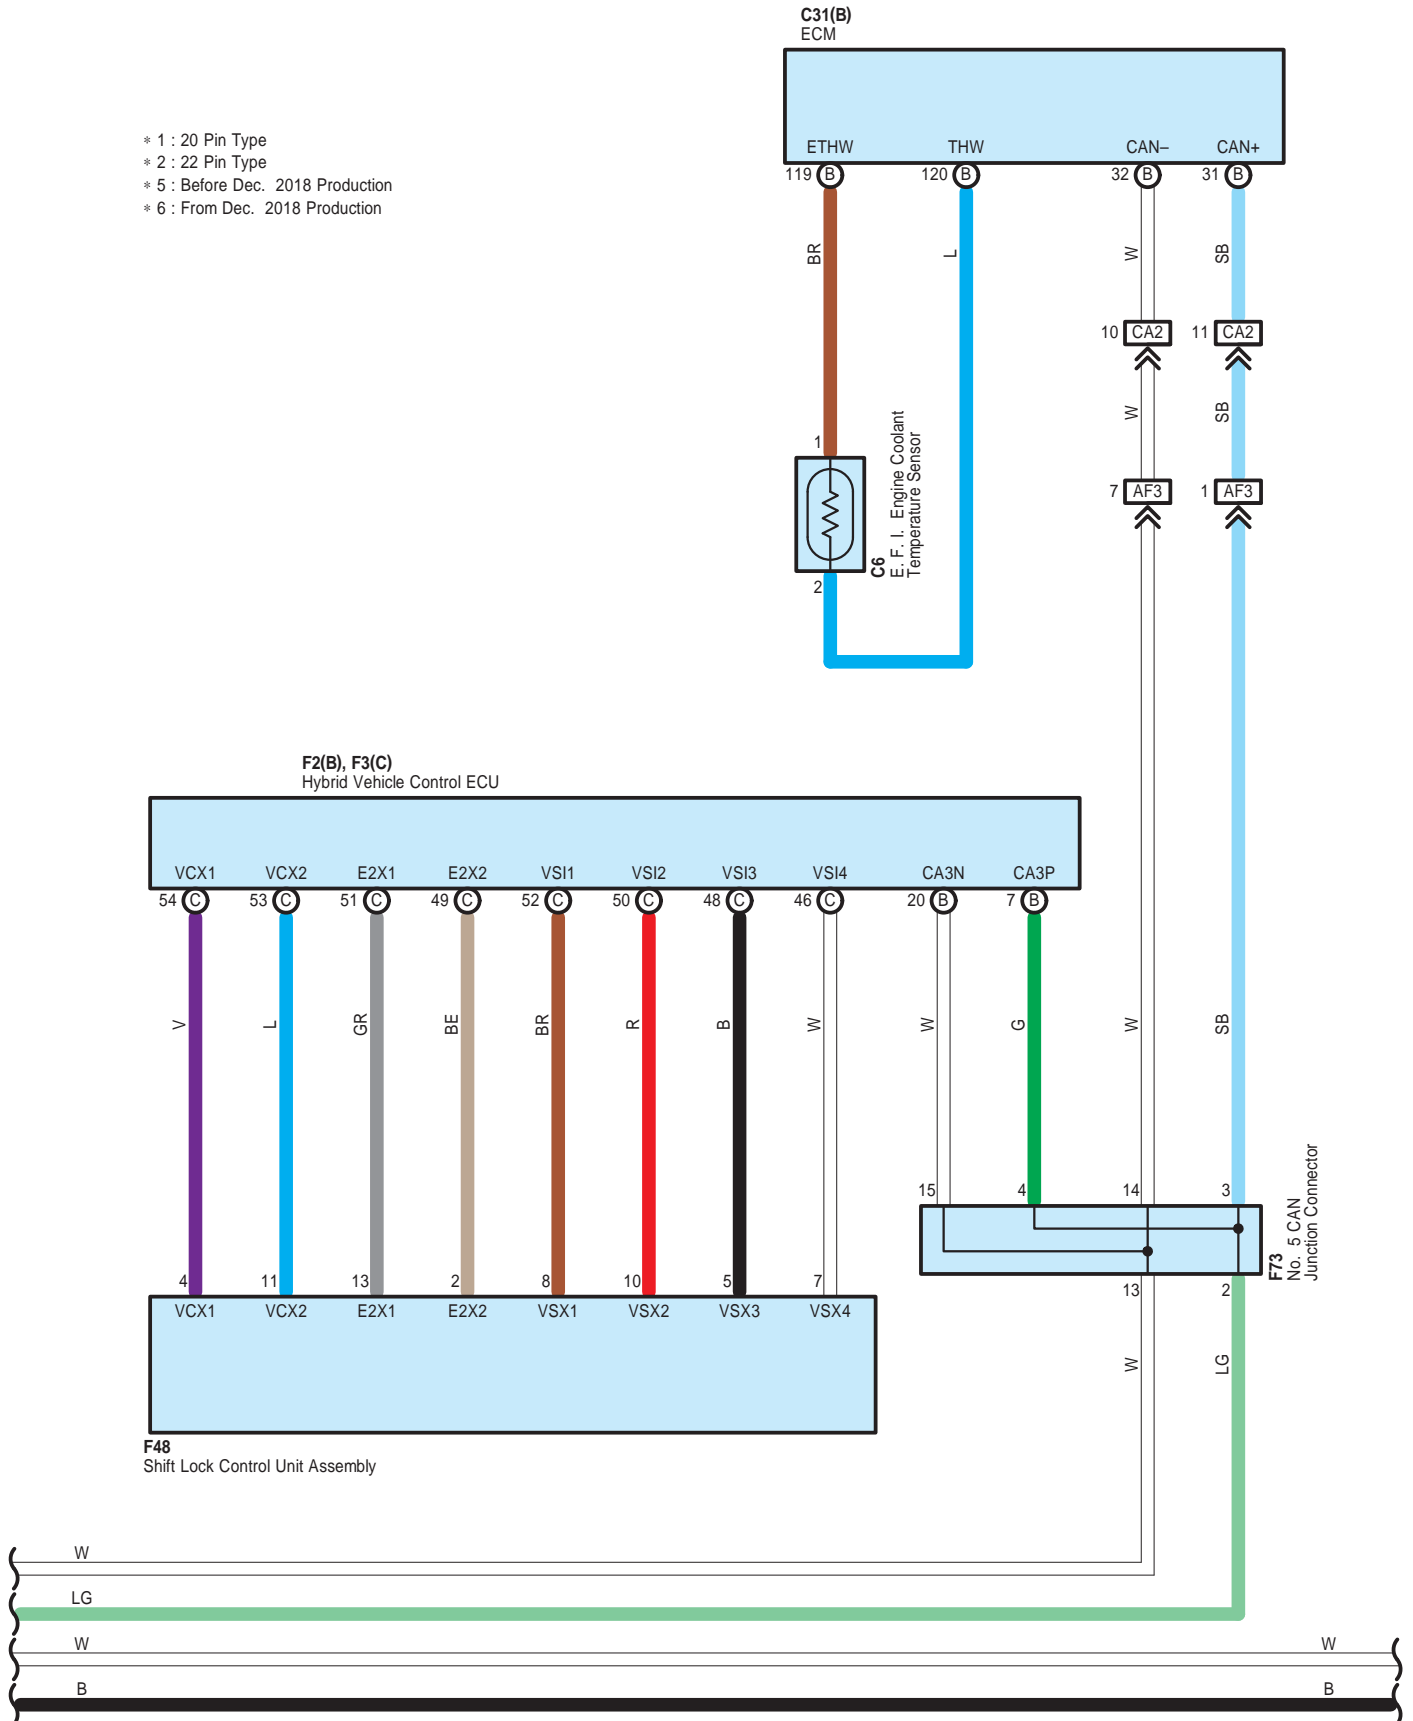 C31(B)
ECM
∗ 1 : 20 Pin Type
∗ 2 : 22 Pin Type
∗ 5 : Before Dec. 2018 Production
∗ 6 : From Dec. 2018 Production
ETHW THW CAN– CAN+
119 B 120 B 32 B 31 B
BR L W SB
10 CA2 11 CA2
W SB
1
7 AF3 1 AF3
C6
E. F. I. Engine Coolant
Temperature Sensor
2
F2(B), F3(C)
Hybrid Vehicle Control ECU
VCX1 VCX2 E2X1 E2X2 VSI1 VSI2 VSI3 VSI4 CA3N CA3P
54 C 53 C 51 C 49 C 52 C 50 C 48 C 46 C 20 B 7 B
V L GR BE BR R B W W G W SB
15 4 14 3
F73
No. 5 CAN
Junction Connector
4 11 13 2 8 10 5 7
13 2
VCX1 VCX2 E2X1 E2X2 VSX1 VSX2 VSX3 VSX4
W LG
F48
Shift Lock Control Unit Assembly
W
LG
W W
B B